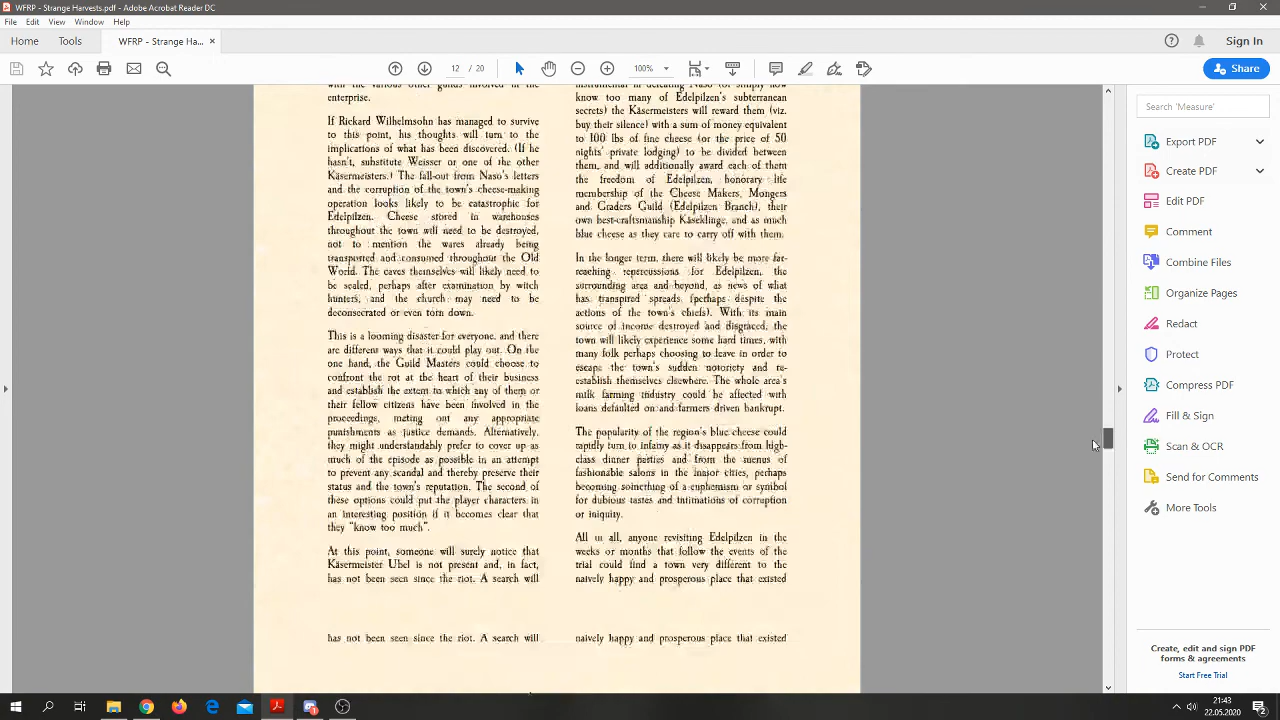 WFRP - Strange Harvests.pdf - Adobe Acrobat Reader DC
File Edit View Window Help
Home Tools WFRP - Strange Ha... × Sign In
12 / 20 100% Share
with the various other guilds involved in the
enterprise.
If Rickard Wilhelmsohn has managed to survive
to this point, his thoughts will turn to the
implications of what has been discovered. (If he
hasn't, substitute Weisser or one of the other
Käsermeisters.) The fall-out from Naso's letters
and the corruption of the town's cheese-making
operation looks likely to be catastrophic for
Edelpilzen. Cheese stored in warehouses
throughout the town will need to be destroyed,
not to mention the wares already being
transported and consumed throughout the Old
World. The caves themselves will likely need to
be sealed, perhaps after examination by witch
hunters, and the church may need to be
deconsecrated or even torn down.
This is a looming disaster for everyone, and there
are different ways that it could play out. On the
one hand, the Guild Masters could choose to
confront the rot at the heart of their business
and establish the extent to which any of them or
their fellow citizens have been involved in the
proceedings, meting out any appropriate
punishments as justice demands. Alternatively,
they might understandably prefer to cover up as
much of the episode as possible in an attempt
to prevent any scandal and thereby preserve their
status and the town's reputation. The second of
these options could put the player characters in
an interesting position if it becomes clear that
they "know too much".
At this point, someone will surely notice that
Käsermeister Ubel is not present and, in fact,
has not been seen since the riot. A search will
has not been seen since the riot. A search will
instrumental in defeating Naso (or simply now
know too many of Edelpilzen's subterranean
secrets) the Käsermeisters will reward them (viz.
buy their silence) with a sum of money equivalent
to 100 lbs of fine cheese (or the price of 50
nights' private lodging) to be divided between
them, and will additionally award each of them
the freedom of Edelpilzen, honorary life
membership of the Cheese Makers, Mongers
and Graders Guild (Edelpilzen Branch), their
own best-craftsmanship Käseklinge, and as much
blue cheese as they care to carry off with them.
In the longer term, there will likely be more far-
reaching repercussions for Edelpilzen, the
surrounding area and beyond, as news of what
has transpired spreads (perhaps despite the
actions of the town's chiefs). With its main
source of income destroyed and disgraced, the
town will likely experience some hard times, with
many folk perhaps choosing to leave in order to
escape the town's sudden notoriety and re-
establish themselves elsewhere. The whole area's
milk farming industry could be affected with
loans defaulted on and farmers driven bankrupt.
The popularity of the region's blue cheese could
rapidly turn to infamy as it disappears from high-
class dinner parties and from the menus of
fashionable salons in the major cities, perhaps
becoming something of a euphemism or symbol
for dubious tastes and intimations of corruption
or iniquity.
All in all, anyone revisiting Edelpilzen in the
weeks or months that follow the events of the
trial could find a town very different to the
naively happy and prosperous place that existed
naively happy and prosperous place that existed
Search 'Measure'
Export PDF
Create PDF
Edit PDF
Comment
Combine Files
Organize Pages
Redact
Protect
Compress PDF
Fill & Sign
Scan & OCR
Send for Comments
More Tools
Create, edit and sign PDF
forms & agreements
Start Free Trial
21:43
22.05.2020